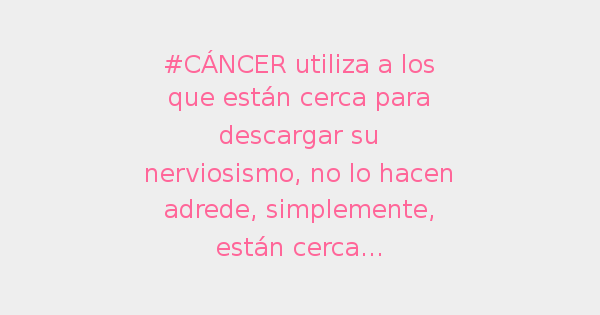 #CÁNCER utiliza a los
que están cerca para
descargar su
nerviosismo, no lo hacen
adrede, simplemente,
están cerca...